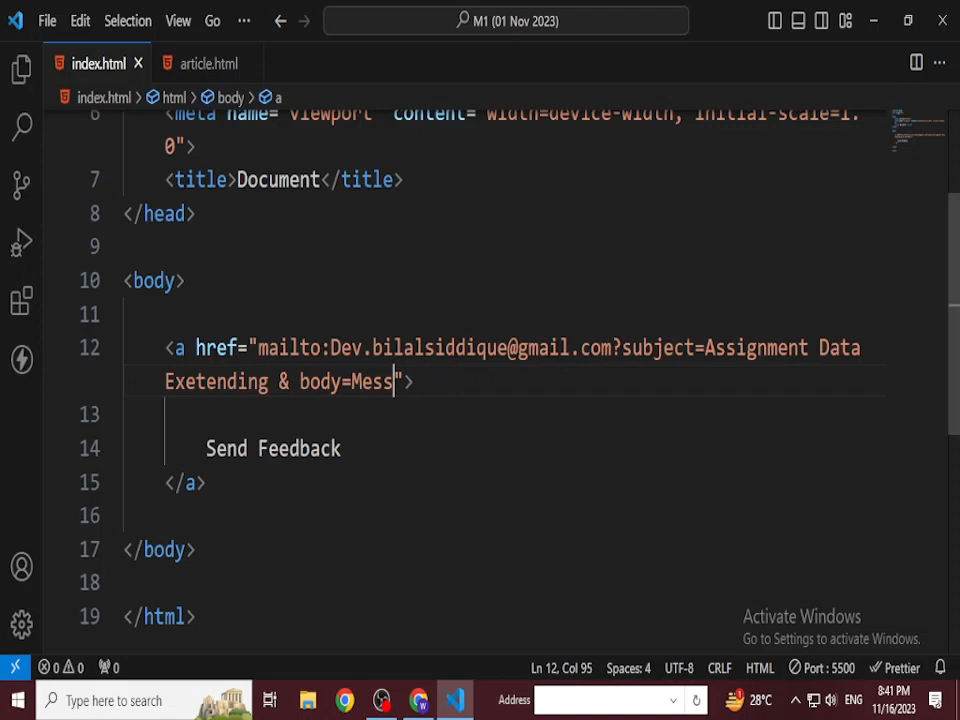 File Edit Selection View Go ··· M1 (01 Nov 2023)
index.html article.html
index.html > html > body > a
6 <meta name="viewport" content="width=device-width, initial-scale=1.
0">
7 <title>Document</title>
8 </head>
9
10 <body>
11
12 <a href="mailto:Dev.bilalsiddique@gmail.com?subject=Assignment Data
Exetending & body=Mess">
13
14 Send Feedback
15 </a>
16
17 </body>
18
19 </html>
Activate Windows
Go to Settings to activate Windows.
0 0 0 Ln 12, Col 95 Spaces: 4 UTF-8 CRLF HTML Port : 5500 Prettier
Type here to search Address 1 28°C ENG 8:41 PM
11/16/2023